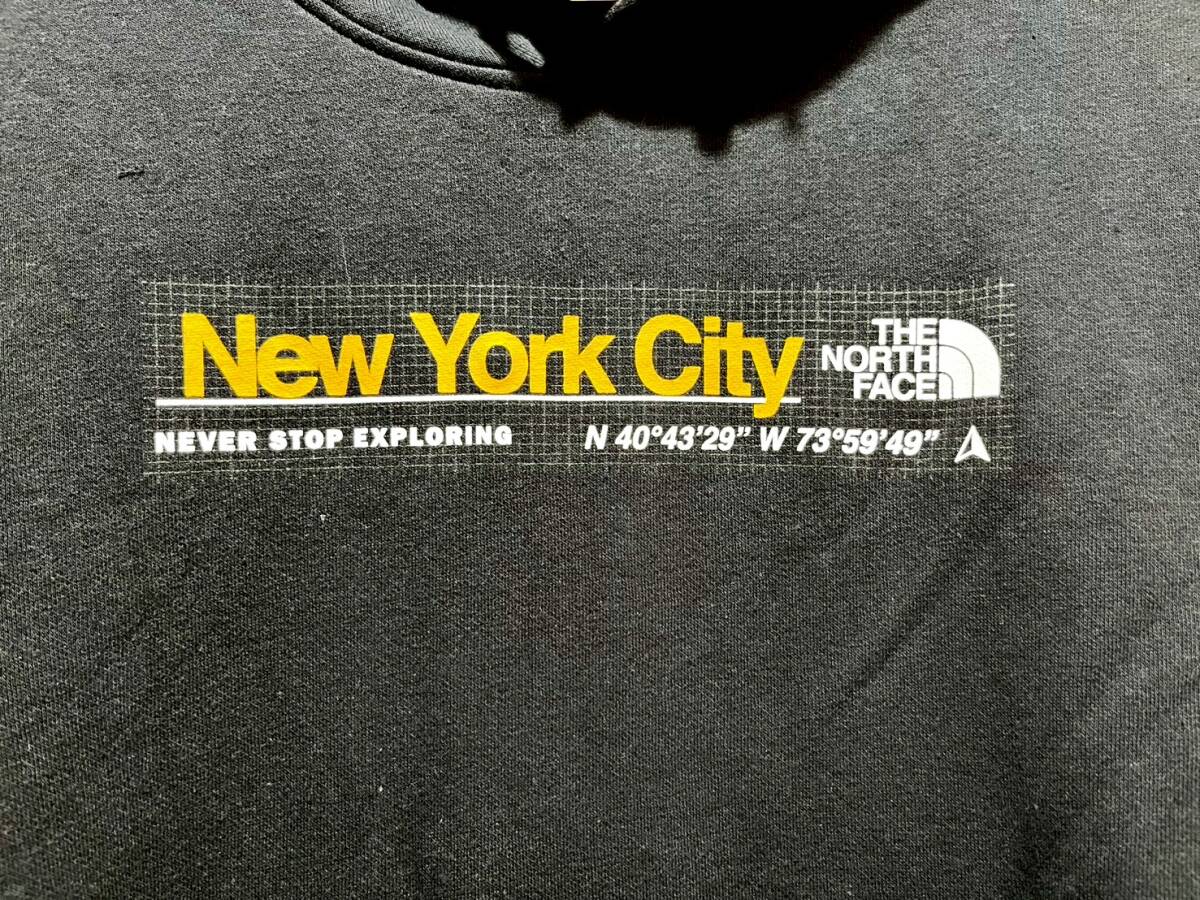 New York City
THE
NORTH
FACE
NEVER STOP EXPLORING
N 40°43'29" W 73°59'49"